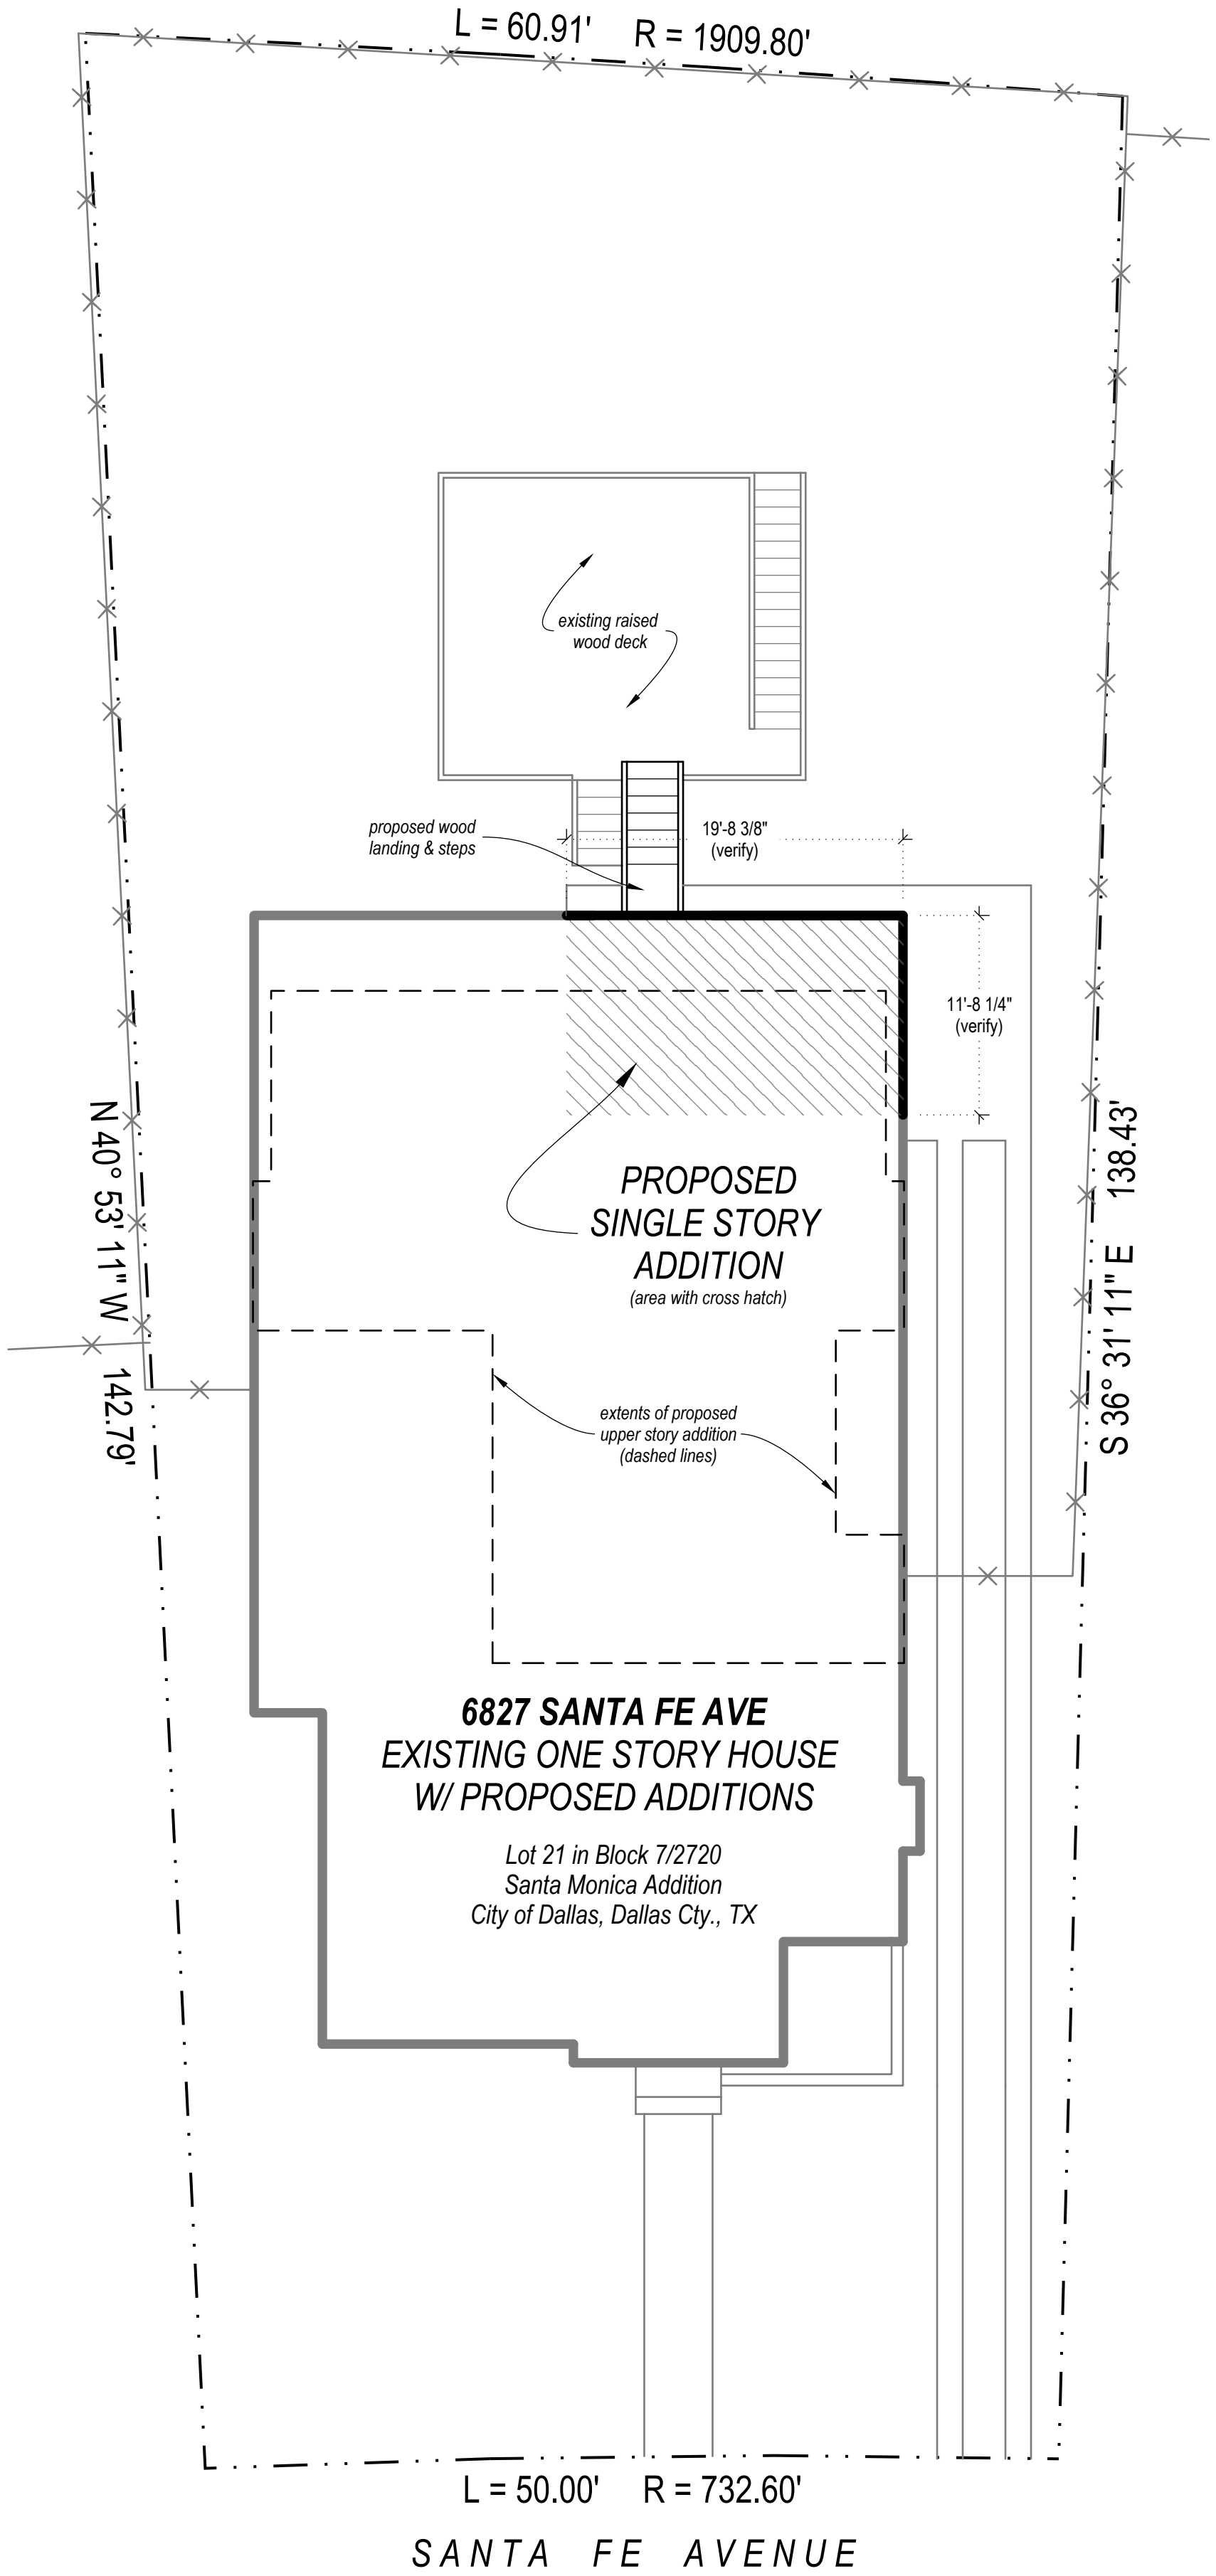 L = 60.91' R = 1909.80'
existing raised
wood deck
proposed wood
landing & steps
19'-8 3/8"
(verify)
11'-8 1/4"
(verify)
N 40° 53' 11" W 142.79'
S 36° 31' 11" E 138.43'
PROPOSED
SINGLE STORY
ADDITION
(area with cross hatch)
extents of proposed
upper story addition
(dashed lines)
6827 SANTA FE AVE
EXISTING ONE STORY HOUSE
W/ PROPOSED ADDITIONS
Lot 21 in Block 7/2720
Santa Monica Addition
City of Dallas, Dallas Cty., TX
L = 50.00' R = 732.60'
SANTA FE AVENUE